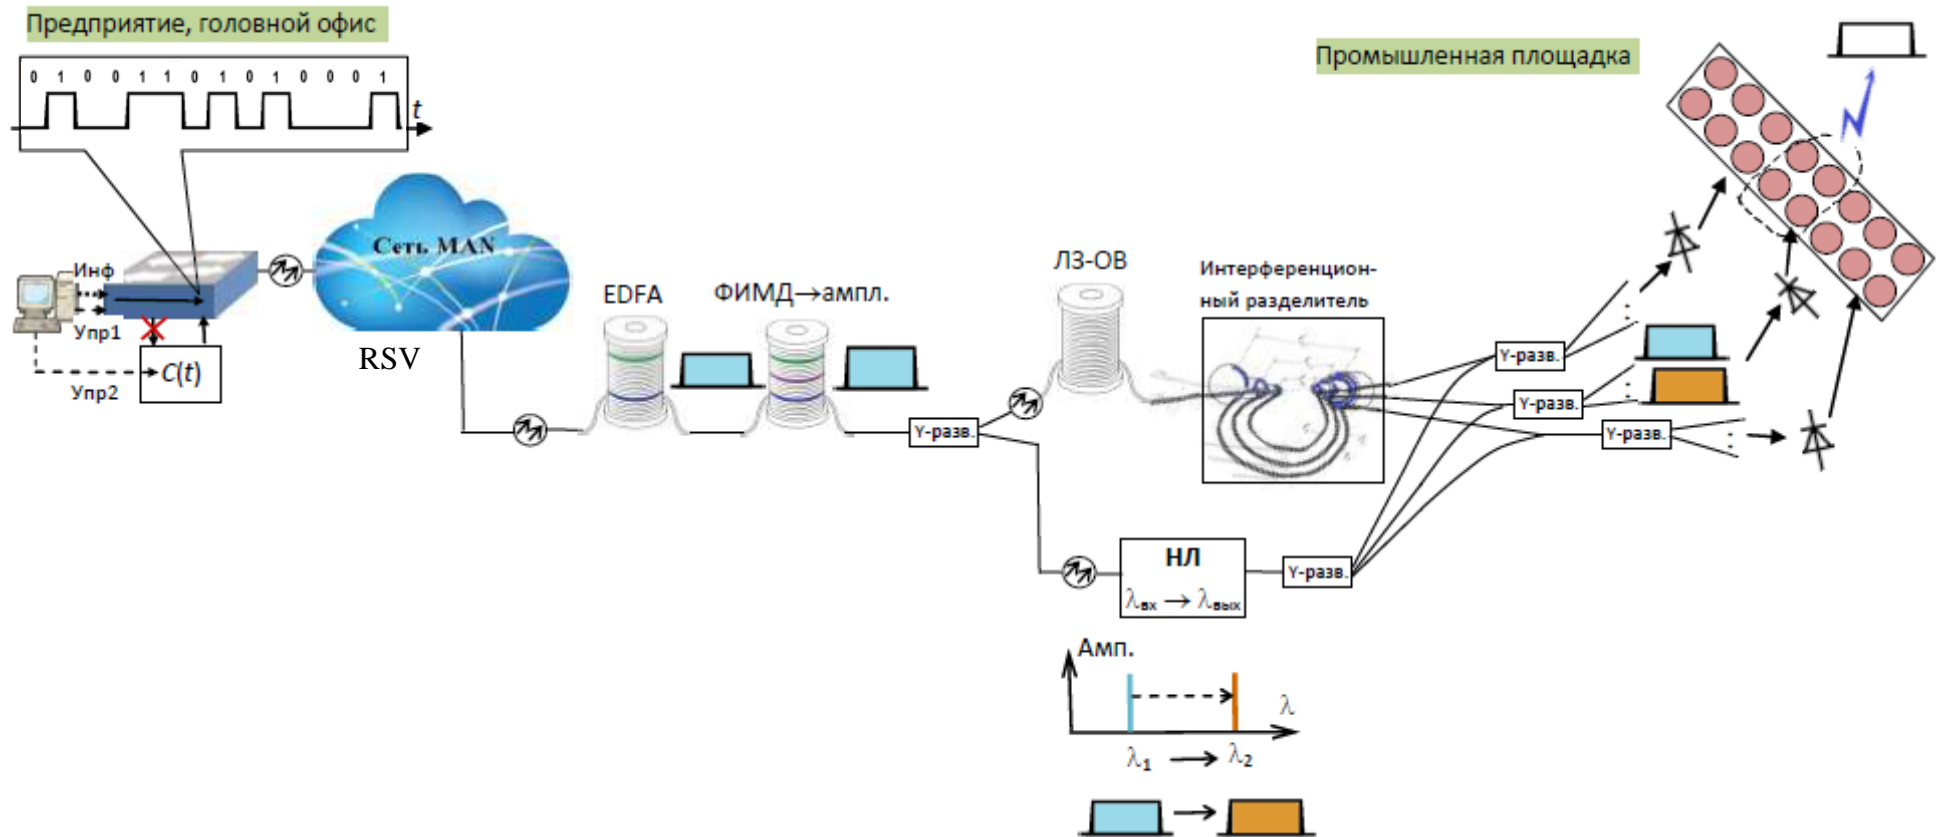 Предприятие, головной офис
0 1 0 0 1 1 0 1 0 1 0 0 0 1
t
Инф
Упр1
Упр2
C(t)
Сеть MAN
RSV
EDFA
ФИМД→ампл.
Y-разв.
ЛЗ-ОВ
Интерференцион-
ный разделитель
Y-разв.
Y-разв.
Y-разв.
Промышленная площадка
НЛ
λвх → λвых
Y-разв.
Амп.
λ
λ1 → λ2